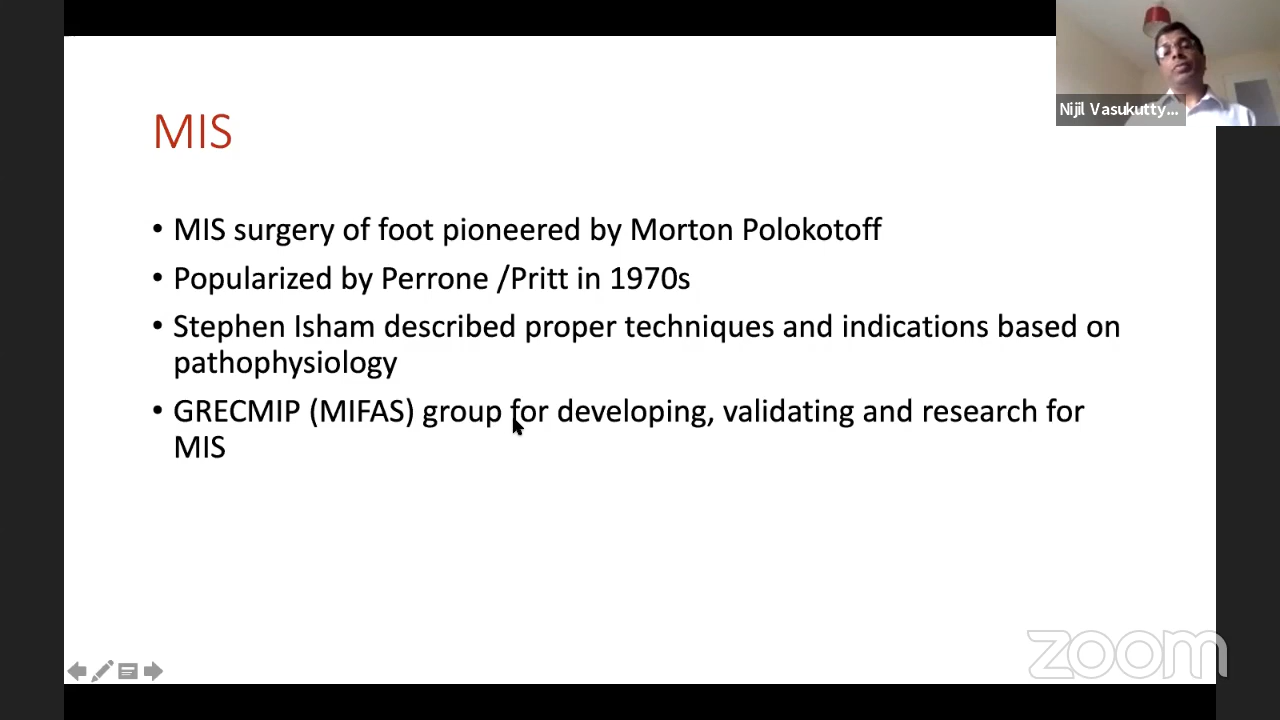 Nijil Vasukutty...
MIS
• MIS surgery of foot pioneered by Morton Polokotoff
• Popularized by Perrone /Pritt in 1970s
• Stephen Isham described proper techniques and indications based on
pathophysiology
• GRECMIP (MIFAS) group for developing, validating and research for
MIS
zoom